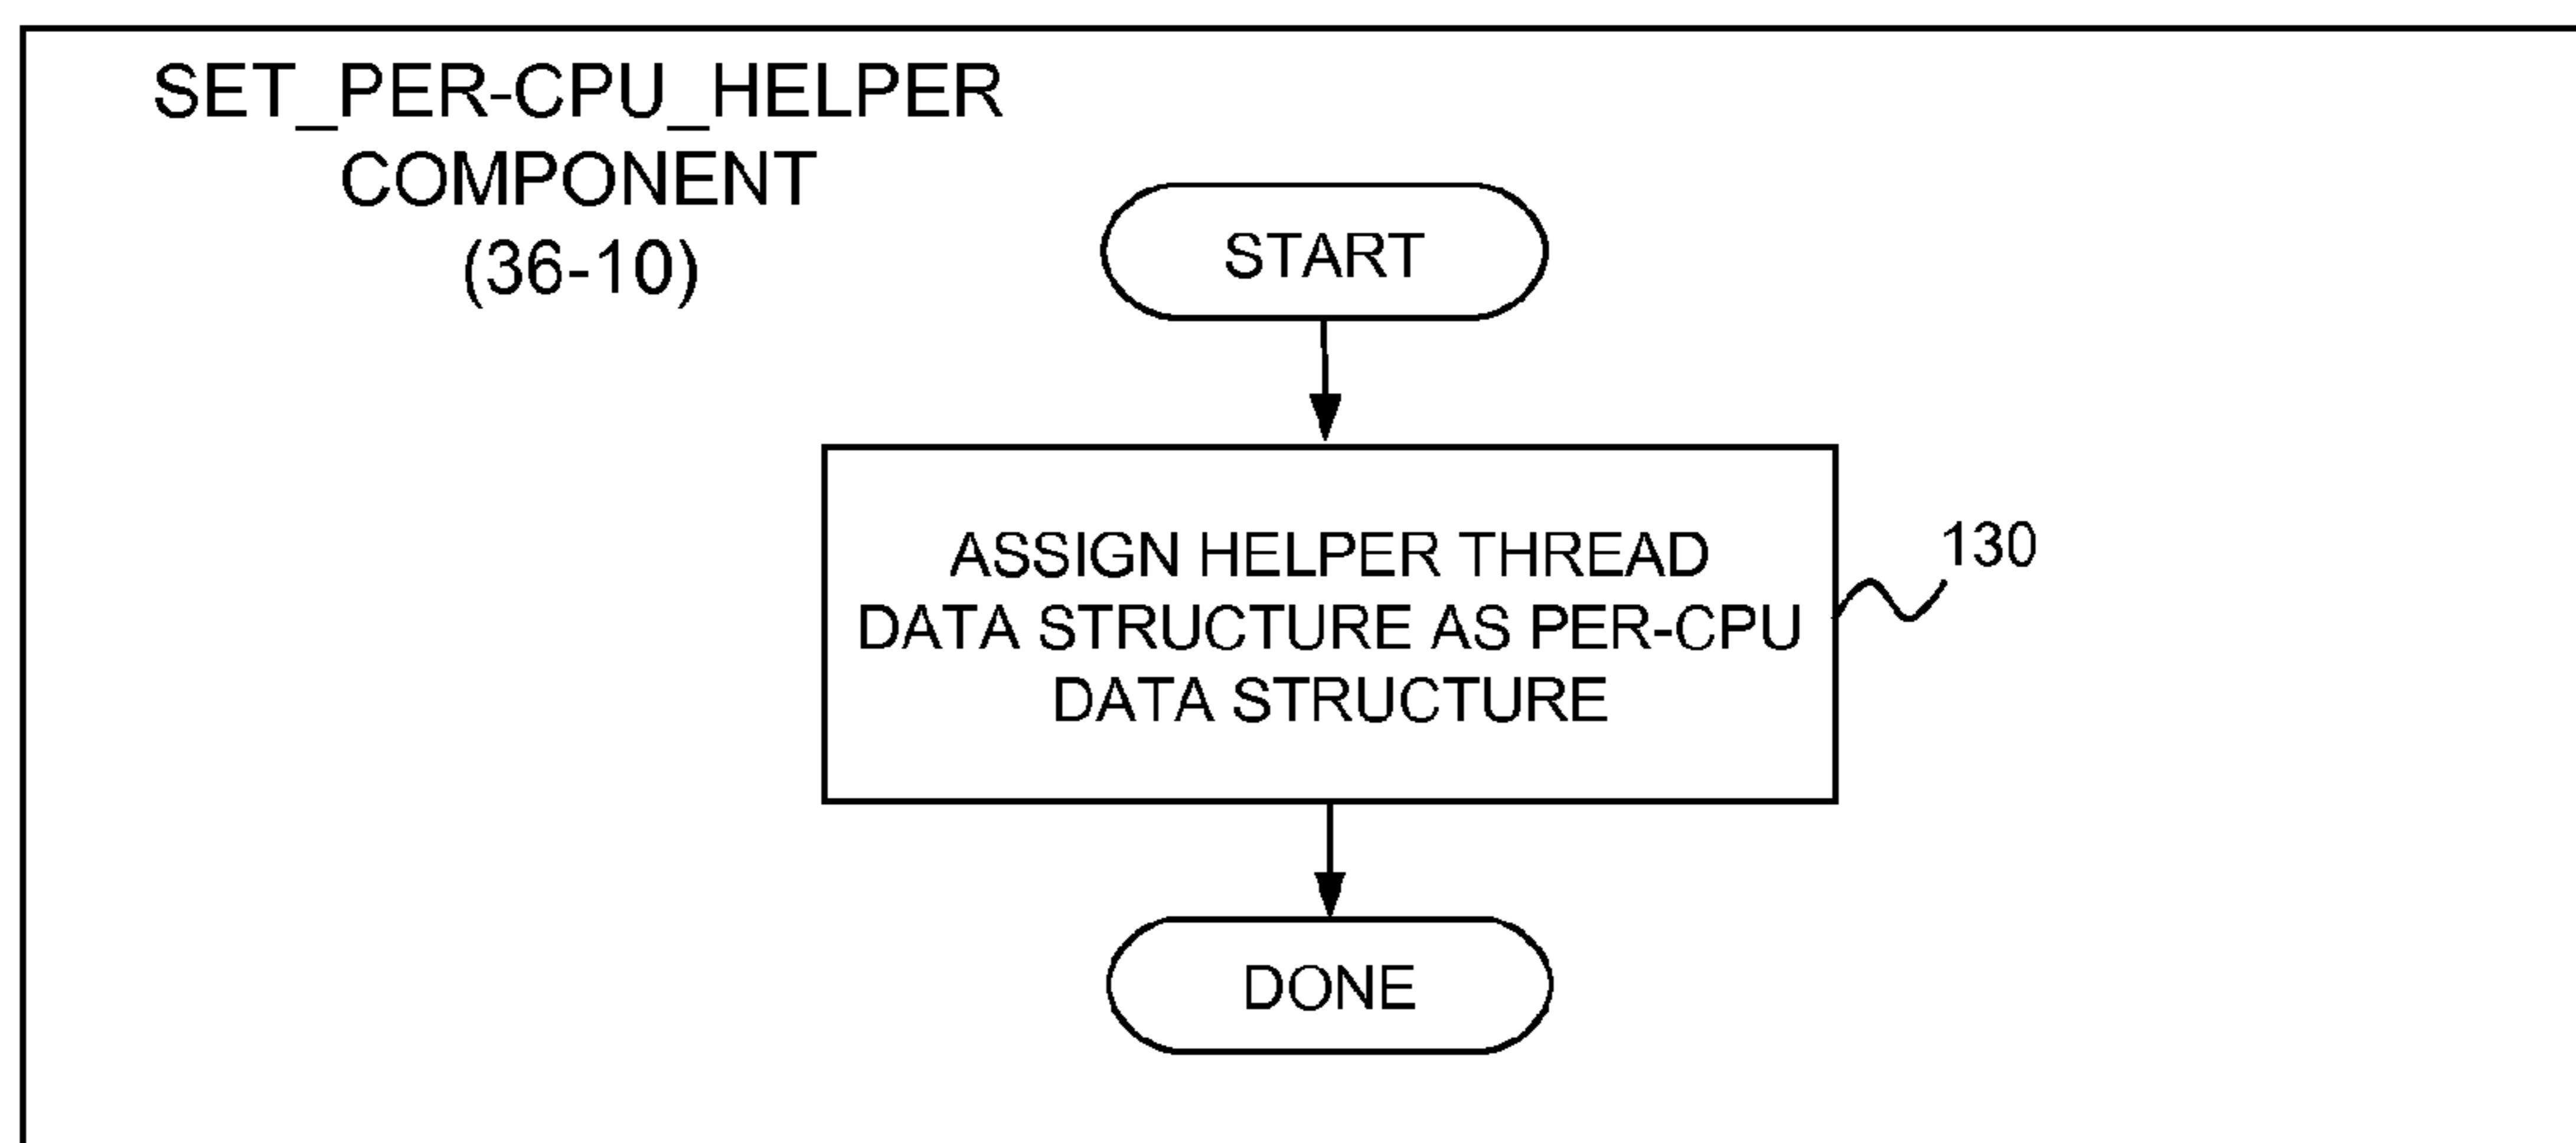 SET_PER-CPU_HELPER
COMPONENT
(36-10)
START
ASSIGN HELPER THREAD
DATA STRUCTURE AS PER-CPU
DATA STRUCTURE
130
DONE